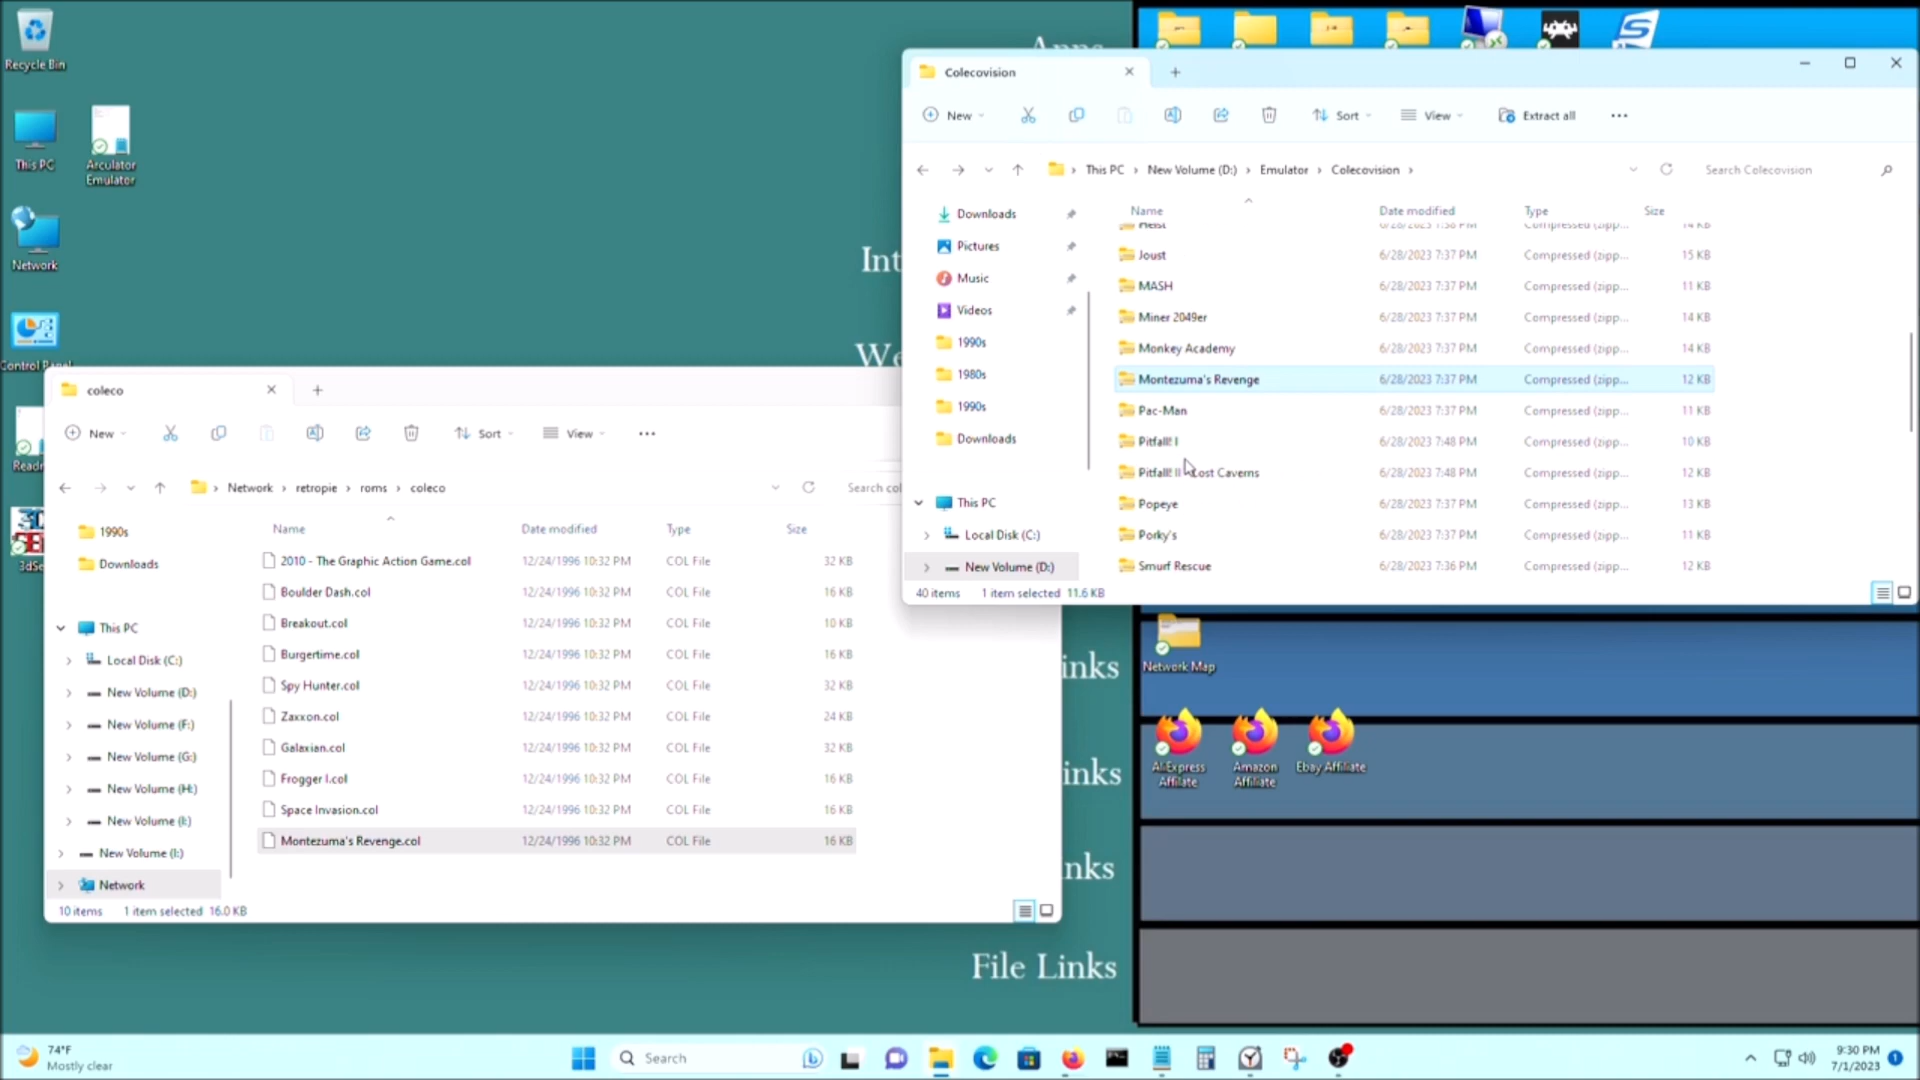 Recycle Bin
This PC
Arculator
Emulator
Network
Control Panel
Apps
Int
We
inks
inks
nks
File Links
Network Map
AliExpress
Affiliate
Amazon
Affiliate
Ebay Affiliate
Colecovision
New
Sort
View
Extract all
This PC > New Volume (D:) > Emulator > Colecovision >
Search Colecovision
Downloads
Pictures
Music
Videos
1990s
1980s
1990s
Downloads
This PC
Local Disk (C:)
New Volume (D:)
Name Date modified Type Size
Heist 6/28/2023 7:38 PM Compressed (zipp... 14 KB
Joust 6/28/2023 7:37 PM Compressed (zipp... 15 KB
MASH 6/28/2023 7:37 PM Compressed (zipp... 11 KB
Miner 2049er 6/28/2023 7:37 PM Compressed (zipp... 14 KB
Monkey Academy 6/28/2023 7:37 PM Compressed (zipp... 14 KB
Montezuma's Revenge 6/28/2023 7:37 PM Compressed (zipp... 12 KB
Pac-Man 6/28/2023 7:37 PM Compressed (zipp... 11 KB
Pitfall! I 6/28/2023 7:48 PM Compressed (zipp... 10 KB
Pitfall! II Lost Caverns 6/28/2023 7:48 PM Compressed (zipp... 12 KB
Popeye 6/28/2023 7:37 PM Compressed (zipp... 13 KB
Porky's 6/28/2023 7:37 PM Compressed (zipp... 11 KB
Smurf Rescue 6/28/2023 7:36 PM Compressed (zipp... 12 KB
40 items 1 item selected 11.6 KB
coleco
New
Sort
View
Network > retropie > roms > coleco
Search col
1990s
Downloads
This PC
Local Disk (C:)
New Volume (D:)
New Volume (F:)
New Volume (G:)
New Volume (H:)
New Volume (I:)
New Volume (I:)
Network
Name Date modified Type Size
2010 - The Graphic Action Game.col 12/24/1996 10:32 PM COL File 32 KB
Boulder Dash.col 12/24/1996 10:32 PM COL File 16 KB
Breakout.col 12/24/1996 10:32 PM COL File 10 KB
Burgertime.col 12/24/1996 10:32 PM COL File 16 KB
Spy Hunter.col 12/24/1996 10:32 PM COL File 32 KB
Zaxxon.col 12/24/1996 10:32 PM COL File 24 KB
Galaxian.col 12/24/1996 10:32 PM COL File 32 KB
Frogger I.col 12/24/1996 10:32 PM COL File 16 KB
Space Invasion.col 12/24/1996 10:32 PM COL File 16 KB
Montezuma's Revenge.col 12/24/1996 10:32 PM COL File 16 KB
10 items 1 item selected 16.0 KB
Read
3dSe
74°F
Mostly clear
Search
9:30 PM
7/1/2023
1